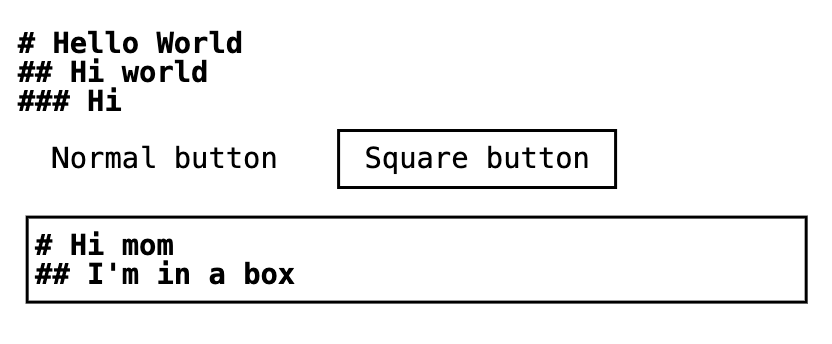 # Hello World
## Hi world
### Hi
Normal button Square button
# Hi mom
## I'm in a box